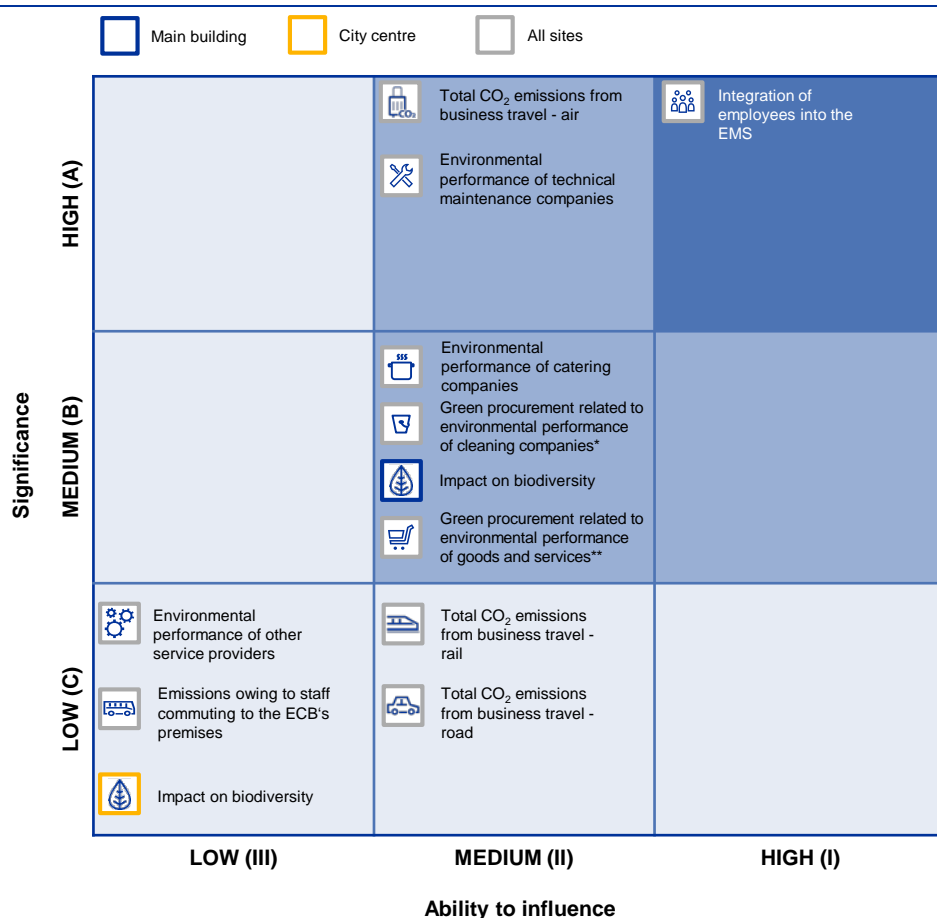 Main building
City centre
All sites
Significance
HIGH (A)
Total CO₂ emissions from
business travel - air
CO₂
Environmental
performance of technical
maintenance companies
Integration of
employees into the
EMS
MEDIUM (B)
Environmental
performance of catering
companies
Green procurement related to
environmental performance
of cleaning companies*
Impact on biodiversity
Green procurement related to
environmental performance
of goods and services**
LOW (C)
Environmental
performance of other
service providers
Emissions owing to staff
commuting to the ECB‘s
premises
Impact on biodiversity
Total CO₂ emissions
from business travel -
rail
Total CO₂ emissions
from business travel -
road
LOW (III)
MEDIUM (II)
HIGH (I)
Ability to influence